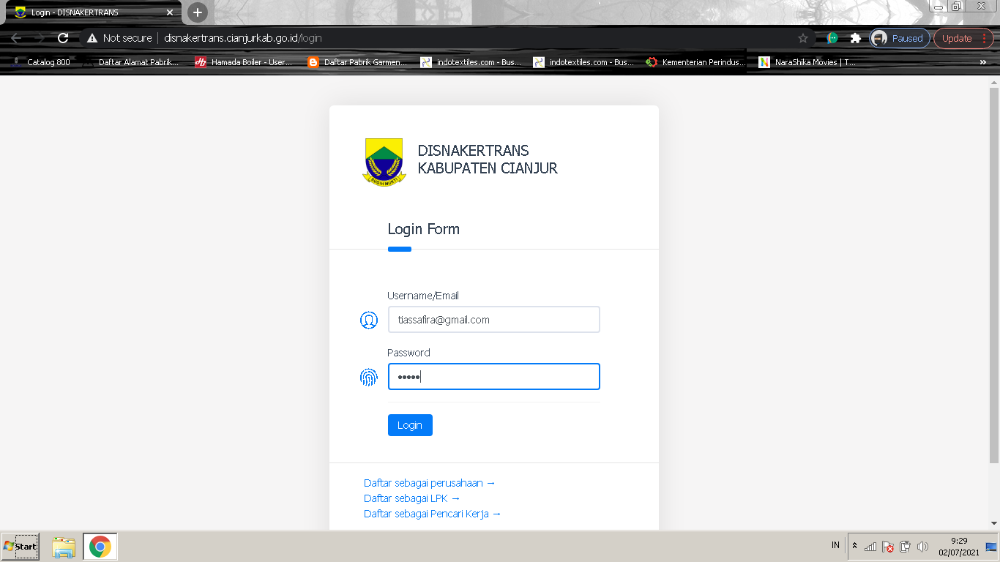 Login - DISNAKERTRANS
Not secure
disnakertrans.cianjurkab.go.id/login
Paused
Update
Catalog 800
Daftar Alamat Pabrik...
Hamada Boiler - User...
Daftar Pabrik Garmen...
indotextiles.com - Bus...
indotextiles.com - Bus...
Kementerian Perindus...
NaraShika Movies | T...
»
SUGIH MUKTI
DISNAKERTRANS
KABUPATEN CIANJUR
Login Form
Username/Email
tiassafira@gmail.com
Password
•••••
Login
Daftar sebagai perusahaan →
Daftar sebagai LPK →
Daftar sebagai Pencari Kerja →
Start
IN
9:29
02/07/2021